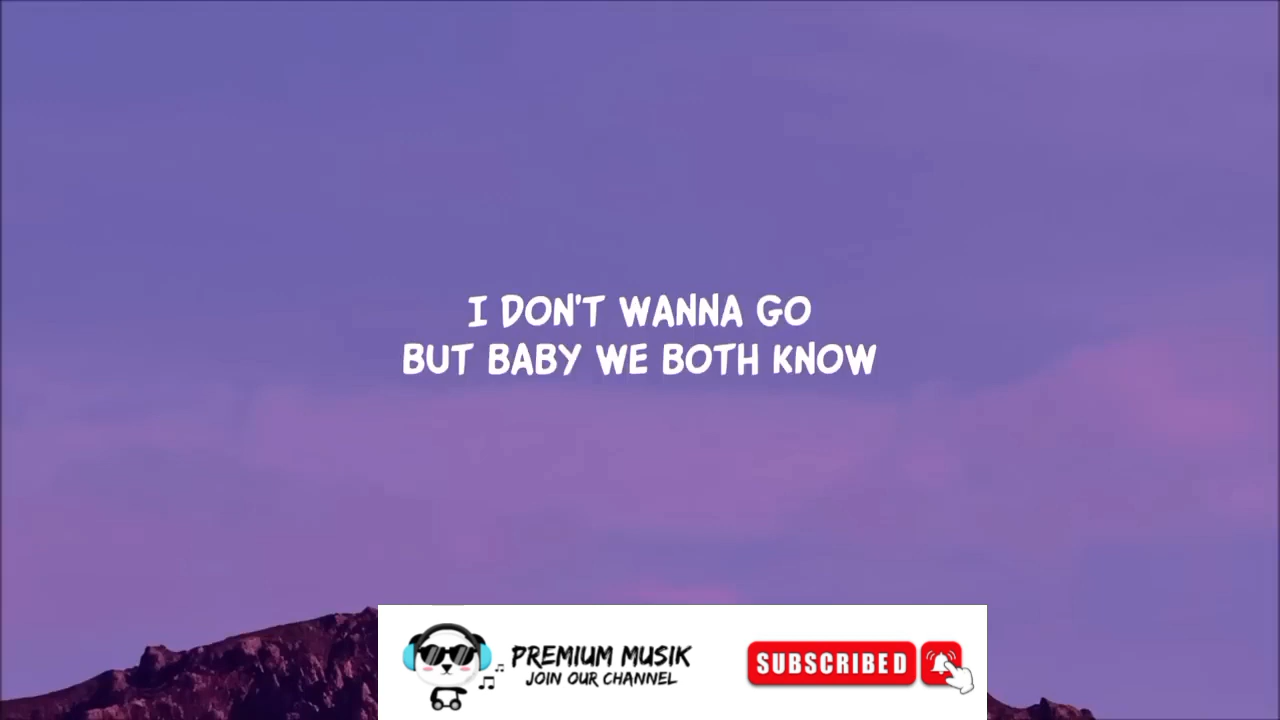 I DON'T WANNA GO
BUT BABY WE BOTH KNOW
PREMIUM MUSIK
JOIN OUR CHANNEL
SUBSCRIBED